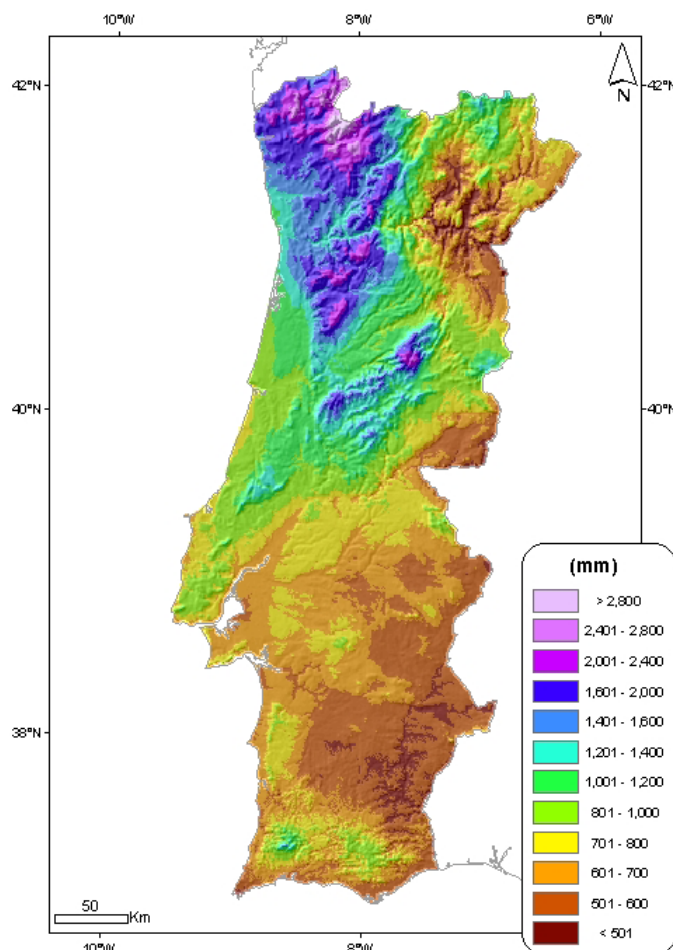 10°W 8°W 6°W
42°N 42°N
N
40°N 40°N
(mm)
> 2,800
2,401 - 2,800
2,001 - 2,400
1,601 - 2,000
38°N
1,401 - 1,600
1,201 - 1,400
1,001 - 1,200
801 - 1,000
701 - 800
601 - 700
501 - 600
< 501
50
Km
10°W 8°W